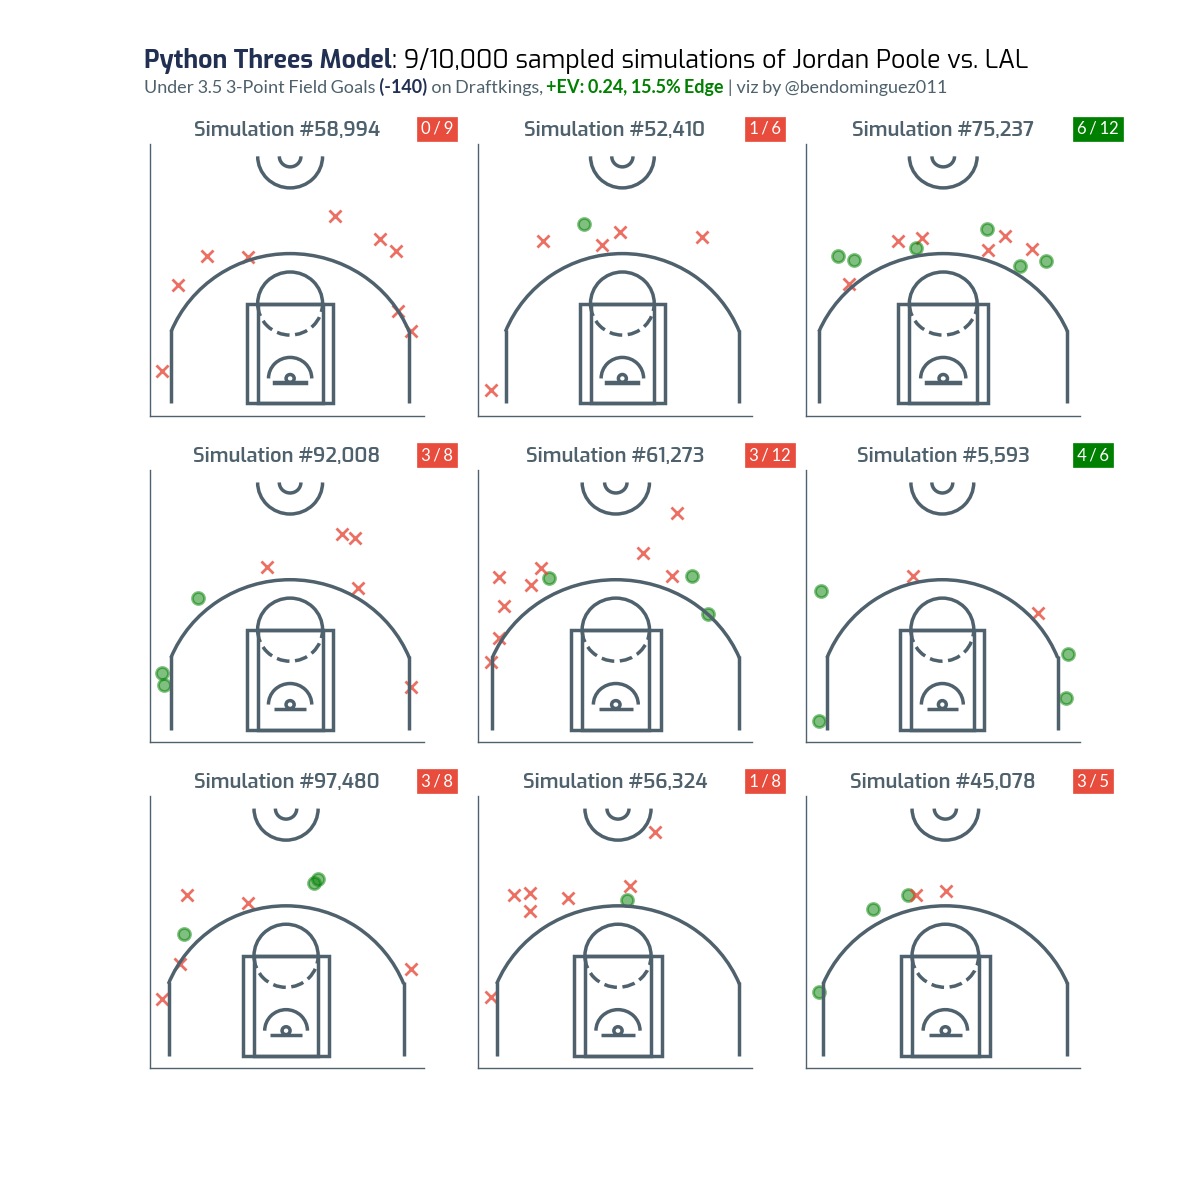 Python Threes Model: 9/10,000 sampled simulations of Jordan Poole vs. LAL
Under 3.5 3-Point Field Goals (-140) on Draftkings, +EV: 0.24, 15.5% Edge | viz by @bendominguez011
Simulation #58,994 0 / 9
Simulation #52,410 1 / 6
Simulation #75,237 6 / 12
Simulation #92,008 3 / 8
Simulation #61,273 3 / 12
Simulation #5,593 4 / 6
Simulation #97,480 3 / 8
Simulation #56,324 1 / 8
Simulation #45,078 3 / 5